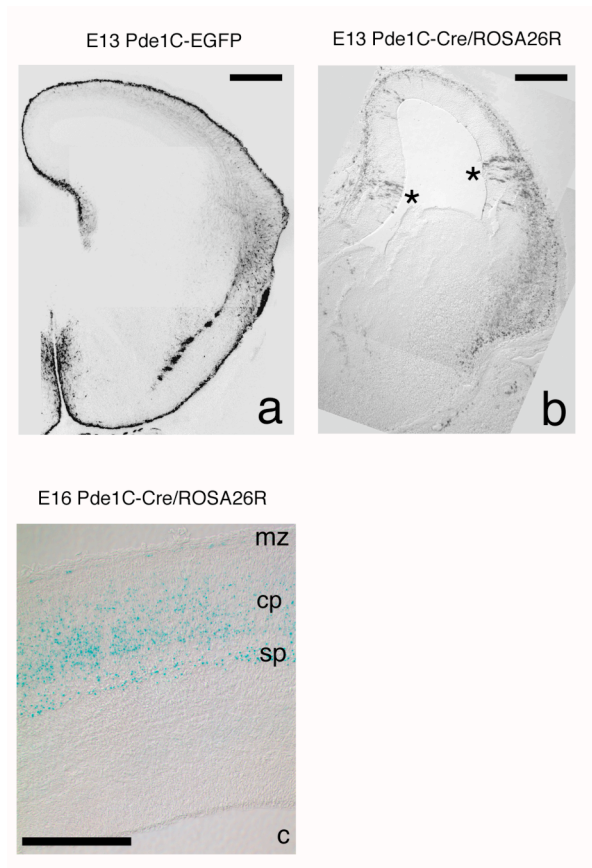 E13 Pde1C-EGFP
E13 Pde1C-Cre/ROSA26R
*
*
a
b
E16 Pde1C-Cre/ROSA26R
mz
cp
sp
c